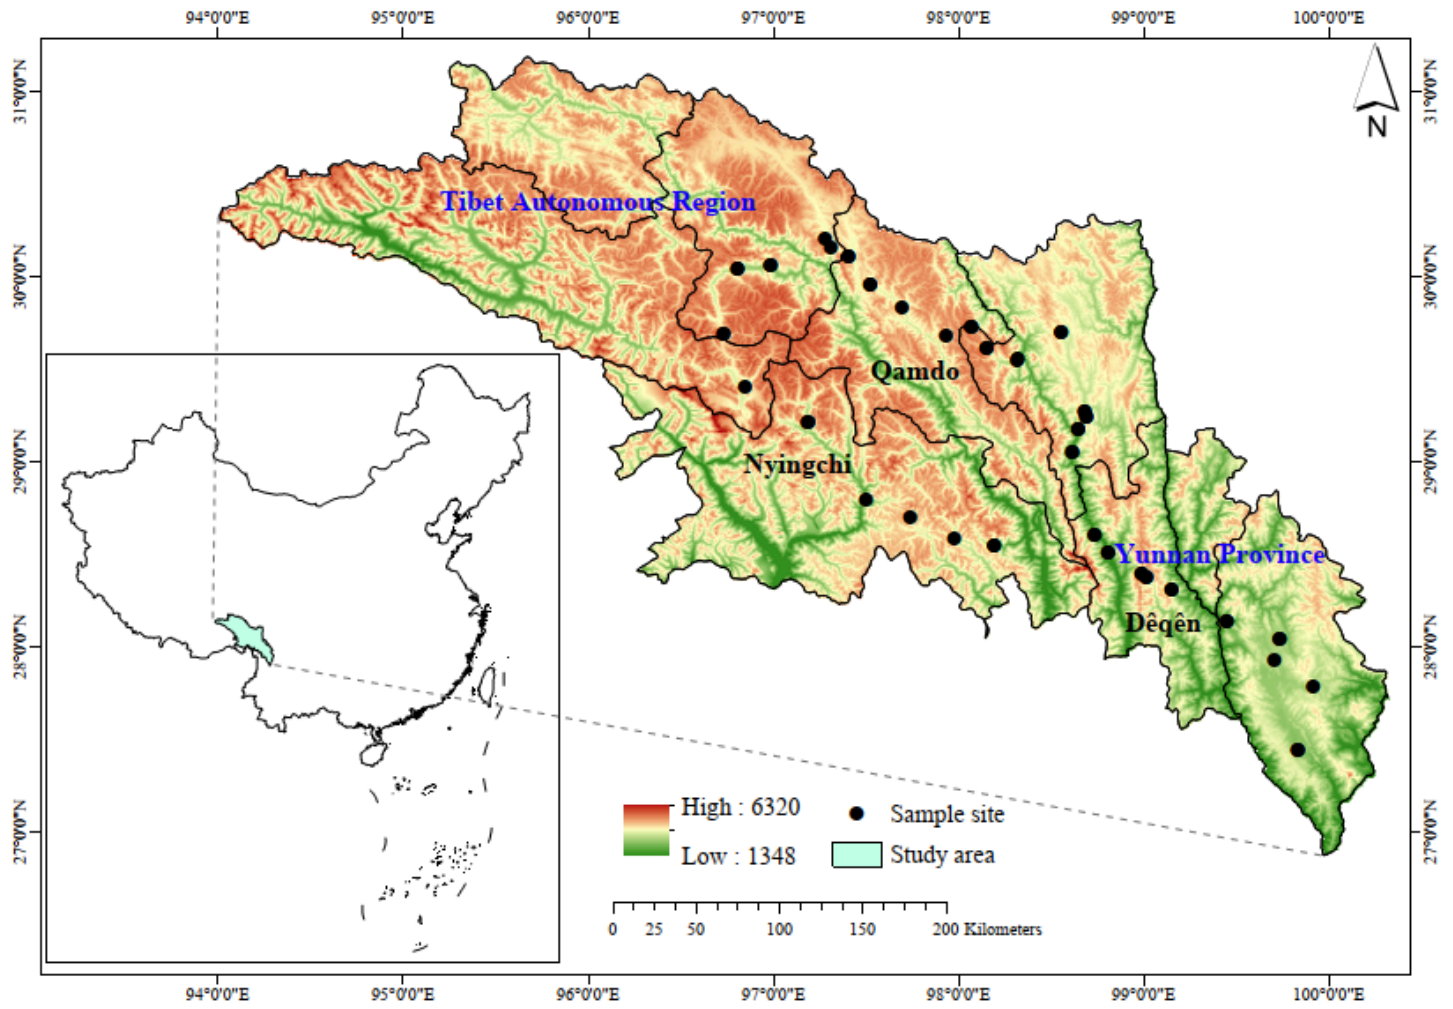 94°0'0"E 95°0'0"E 96°0'0"E 97°0'0"E 98°0'0"E 99°0'0"E 100°0'0"E
31°0'0"N
31°0'0"N
N
Tibet Autonomous Region
30°0'0"N
30°0'0"N
Qamdo
29°0'0"N
Nyingchi
29°0'0"N
Yunnan Province
Dêqên
28°0'0"N
28°0'0"N
High : 6320
Sample site
27°0'0"N
27°0'0"N
Low : 1348
Study area
0 25 50 100 150 200 Kilometers
94°0'0"E 95°0'0"E 96°0'0"E 97°0'0"E 98°0'0"E 99°0'0"E 100°0'0"E